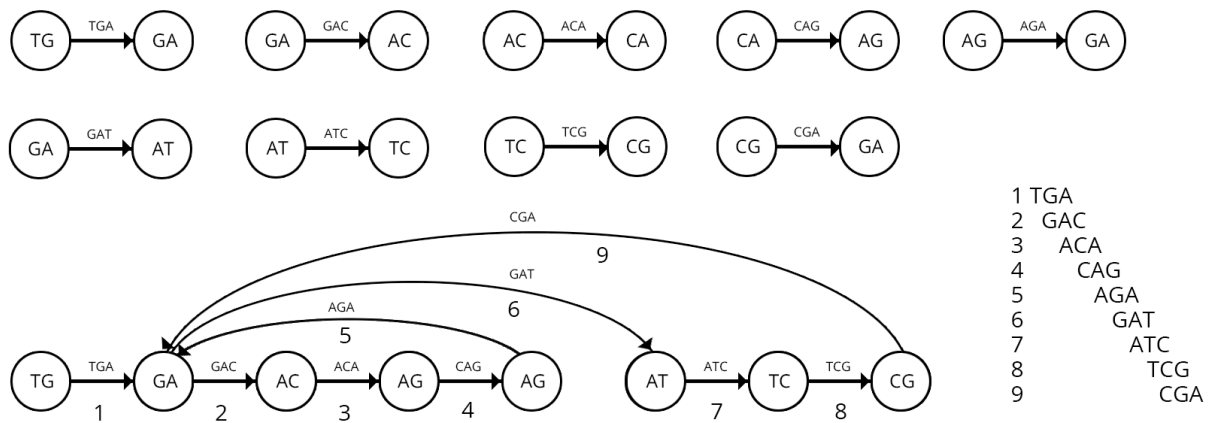 TG TGA GA GA GAC AC AC ACA CA CA CAG AG AG AGA GA
GA GAT AT AT ATC TC TC TCG CG CG CGA GA
CGA
9
GAT
6
AGA
5
TG TGA GA GAC AC ACA AG CAG AG AT ATC TC TCG CG
1 2 3 4 7 8
1 TGA
2 GAC
3 ACA
4 CAG
5 AGA
6 GAT
7 ATC
8 TCG
9 CGA